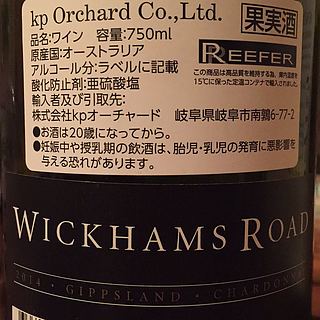 kp Orchard Co.,Ltd.
果実酒
品名:ワイン 容量:750ml
原産国:オーストラリア
アルコール分:ラベルに記載
酸化防止剤:亜硫酸塩
輸入者及び引取先:
REEFER
この商品は高品質を維持する為、庫内温度を
15℃に保った定温コンテナで輸入されました。
株式会社kpオーチャード 岐阜県岐阜市南鶉6-77-2
●お酒は20歳になってから。
●妊娠中や授乳期の飲酒は、胎児・乳児の発育に悪影響を
与える恐れがあります。
WICKHAMS ROAD
2014 • GIPPSLAND • CHARDONNAY